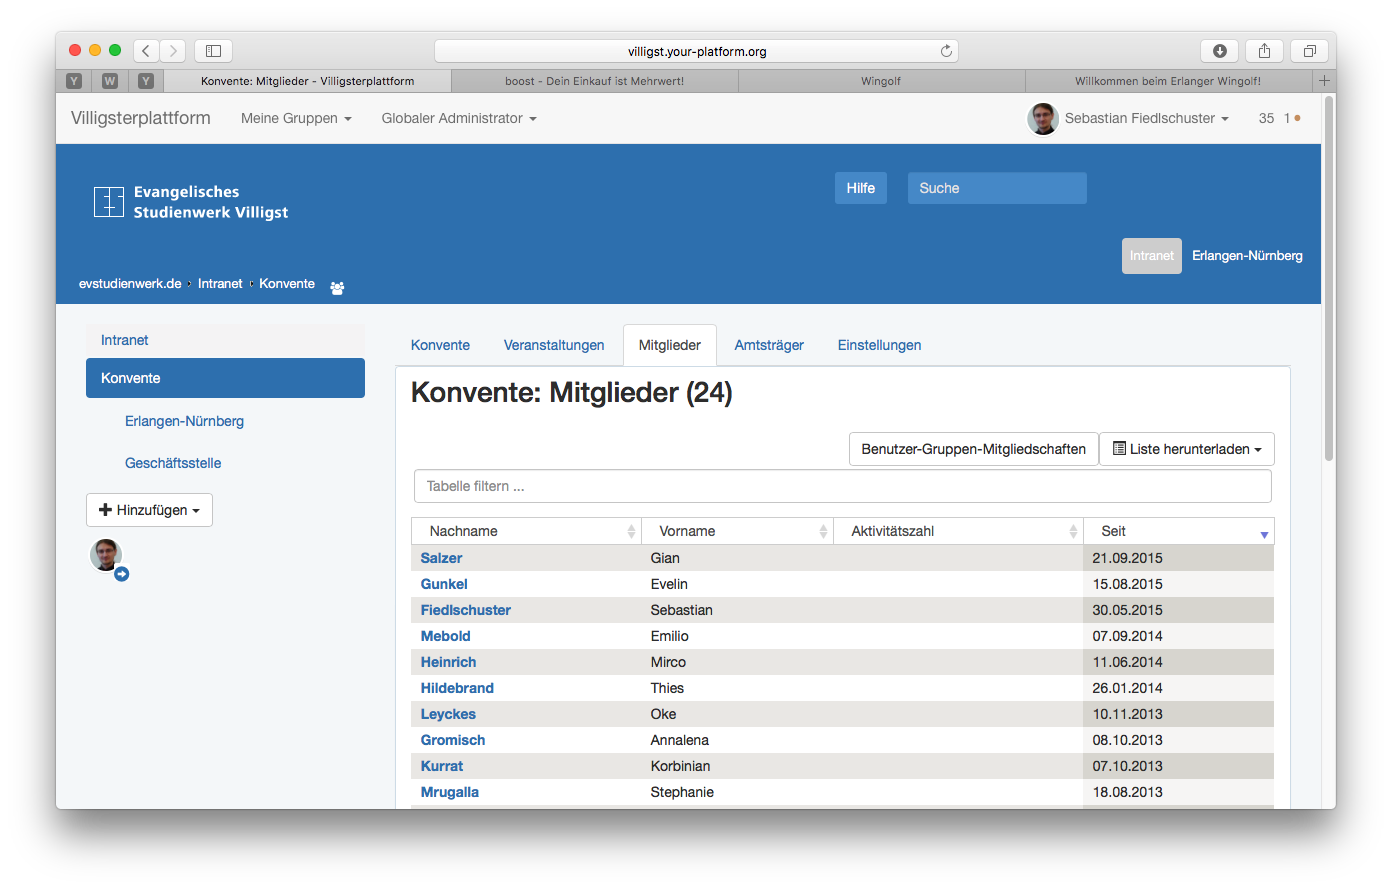 villigst.your-platform.org
Y W Y Konvente: Mitglieder - Villigsterplattform boost - Dein Einkauf ist Mehrwert! Wingolf Willkommen beim Erlanger Wingolf!
Villigsterplattform Meine Gruppen Globaler Administrator Sebastian Fiedlschuster 35 1
Evangelisches
Studienwerk Villigst
Hilfe Suche
Intranet Erlangen-Nürnberg
evstudienwerk.de › Intranet › Konvente
Intranet
Konvente
Erlangen-Nürnberg
Geschäftsstelle
Hinzufügen
Konvente Veranstaltungen Mitglieder Amtsträger Einstellungen
Konvente: Mitglieder (24)
Benutzer-Gruppen-Mitgliedschaften Liste herunterladen
Tabelle filtern ...
Nachname Vorname Aktivitätszahl Seit
Salzer Gian 21.09.2015
Gunkel Evelin 15.08.2015
Fiedlschuster Sebastian 30.05.2015
Mebold Emilio 07.09.2014
Heinrich Mirco 11.06.2014
Hildebrand Thies 26.01.2014
Leyckes Oke 10.11.2013
Gromisch Annalena 08.10.2013
Kurrat Korbinian 07.10.2013
Mrugalla Stephanie 18.08.2013